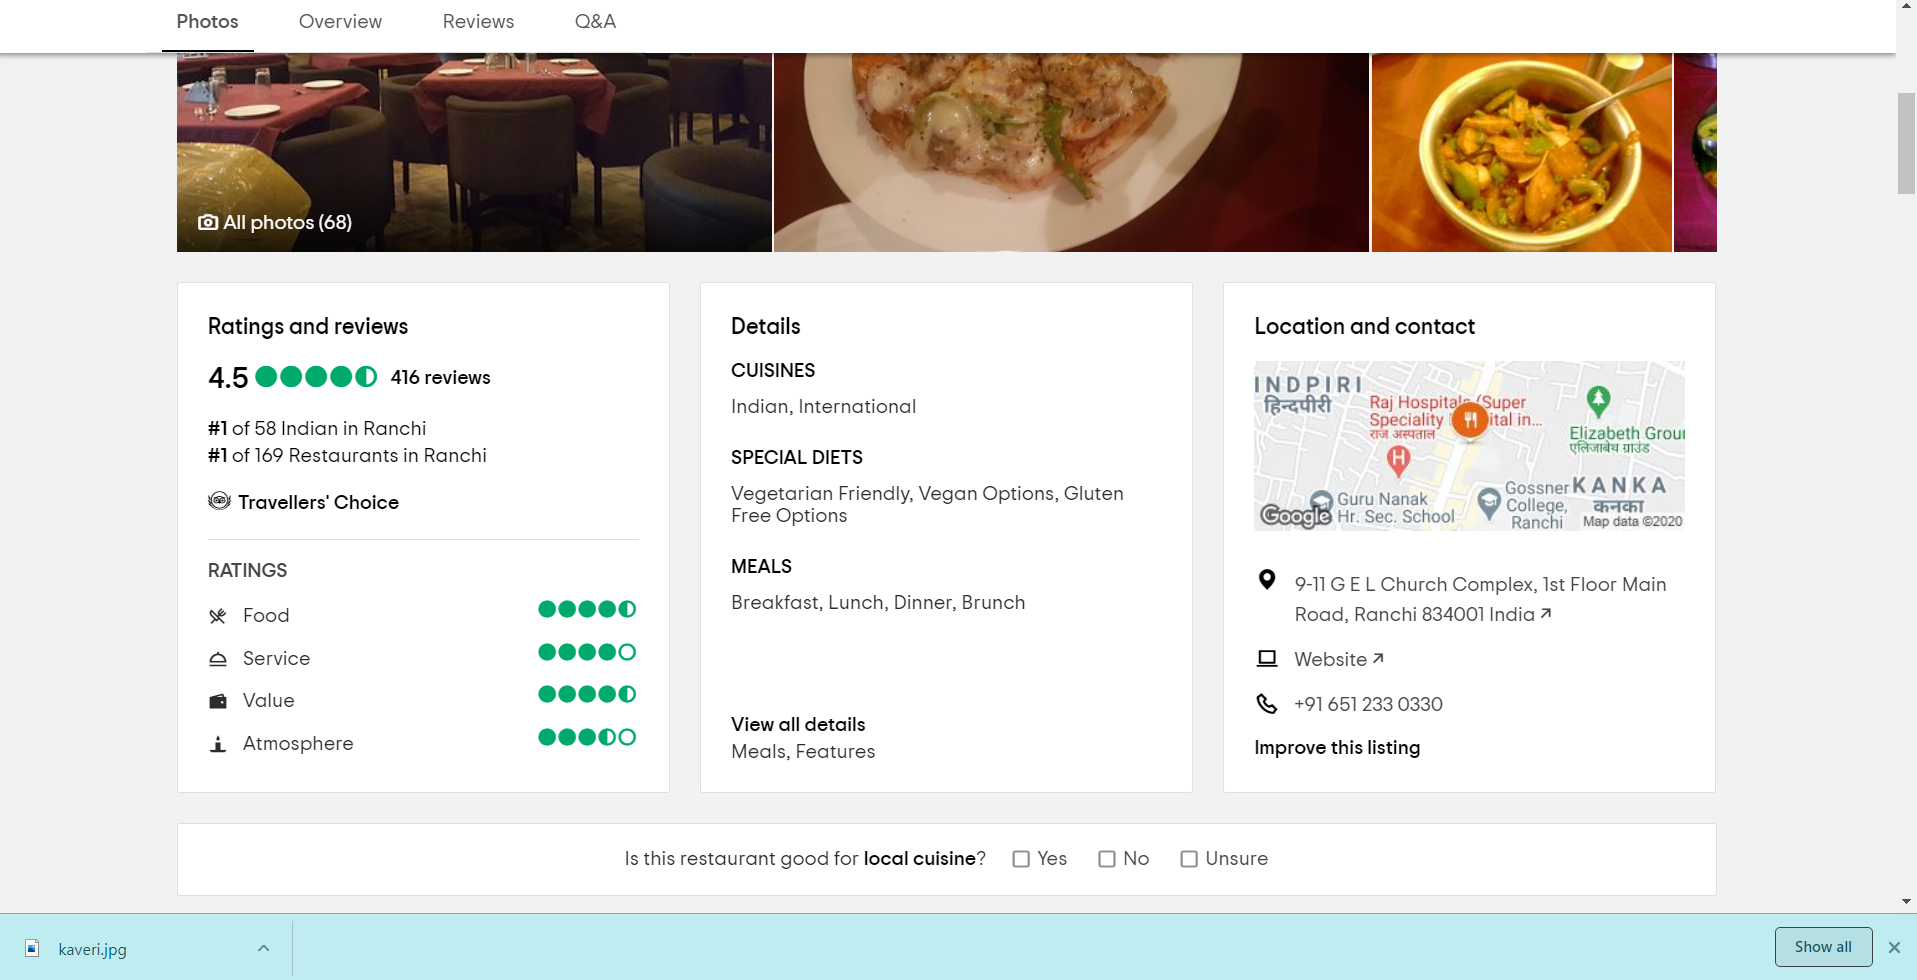 Photos Overview Reviews Q&A
All photos (68)
Ratings and reviews
4.5 416 reviews
#1 of 58 Indian in Ranchi
#1 of 169 Restaurants in Ranchi
Travellers' Choice
RATINGS
Food
Service
Value
Atmosphere
Details
CUISINES
Indian, International
SPECIAL DIETS
Vegetarian Friendly, Vegan Options, Gluten
Free Options
MEALS
Breakfast, Lunch, Dinner, Brunch
View all details
Meals, Features
Location and contact
INDPIRI
हिन्दपीरी
Raj Hospitals (Super
Speciality
ital in...
राज अस्पताल
H
Elizabeth Grour
एलिजाबेथ ग्राउंड
KANKA
कनका
Guru Nanak
Hr. Sec. School
Gossner
College,
Ranchi
Google
Map data ©2020
9-11 G E L Church Complex, 1st Floor Main
Road, Ranchi 834001 India
Website
+91 651 233 0330
Improve this listing
Is this restaurant good for local cuisine? Yes No Unsure
kaveri.jpg
Show all